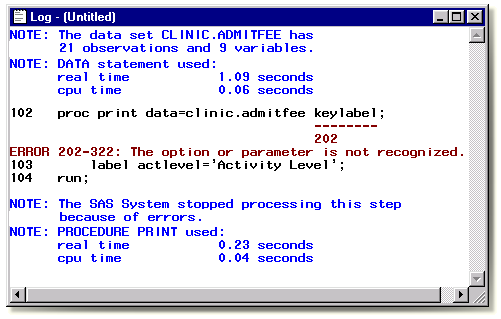 Log - (Untitled)
NOTE: The data set CLINIC.ADMITFEE has
21 observations and 9 variables.
NOTE: DATA statement used:
real time 1.09 seconds
cpu time 0.06 seconds
102 proc print data=clinic.admitfee keylabel;
--------
202
ERROR 202-322: The option or parameter is not recognized.
103 label actlevel='Activity Level';
104 run;
NOTE: The SAS System stopped processing this step
because of errors.
NOTE: PROCEDURE PRINT used:
real time 0.23 seconds
cpu time 0.04 seconds